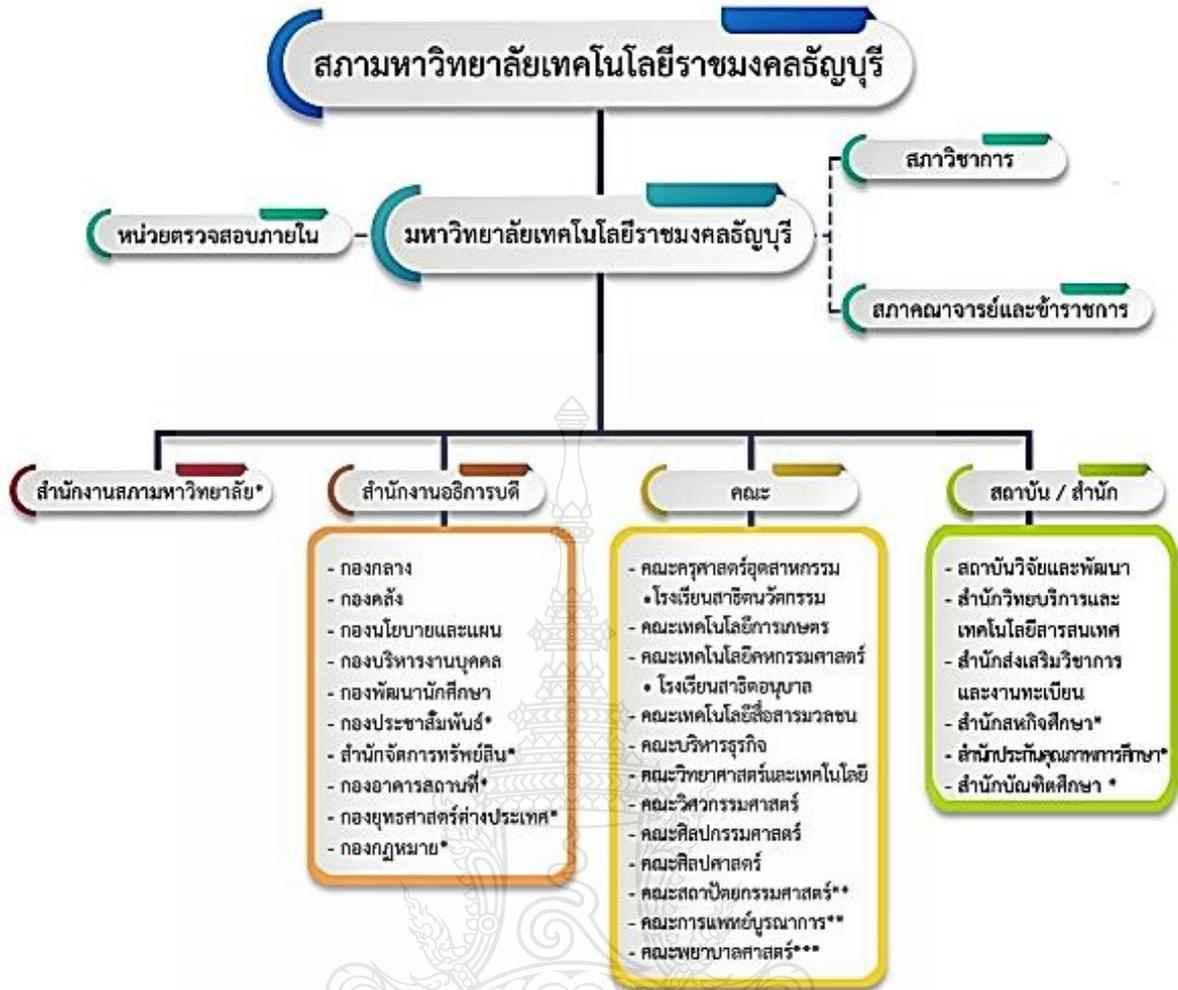 สภามหาวิทยาลัยเทคโนโลยีราชมงคลธัญบุรี
สภาวิชาการ
หน่วยตรวจสอบภายใน
มหาวิทยาลัยเทคโนโลยีราชมงคลธัญบุรี
สภาคณาจารย์และข้าราชการ
สำนักงานสภามหาวิทยาลัย*
สำนักงานอธิการบดี
- กองกลาง
- กองคลัง
- กองนโยบายและแผน
- กองบริหารงานบุคคล
- กองพัฒนานักศึกษา
- กองประชาสัมพันธ์*
- สำนักจัดการทรัพย์สิน*
- กองอาคารสถานที่*
- กองยุทธศาสตร์ต่างประเทศ*
- กองกฎหมาย*
คณะ
- คณะครุศาสตร์อุตสาหกรรม
• โรงเรียนสาธิตนวัตกรรม
- คณะเทคโนโลยีการเกษตร
- คณะเทคโนโลยีคหกรรมศาสตร์
• โรงเรียนสาธิตอนุบาล
- คณะเทคโนโลยีสื่อสารมวลชน
- คณะบริหารธุรกิจ
- คณะวิทยาศาสตร์และเทคโนโลยี
- คณะวิศวกรรมศาสตร์
- คณะศิลปกรรมศาสตร์
- คณะศิลปศาสตร์
- คณะสถาปัตยกรรมศาสตร์**
- คณะการแพทย์บูรณาการ**
- คณะพยาบาลศาสตร์***
สถาบัน / สำนัก
- สถาบันวิจัยและพัฒนา
- สำนักวิทยบริการและ
เทคโนโลยีสารสนเทศ
- สำนักส่งเสริมวิชาการ
และงานทะเบียน
- สำนักสหกิจศึกษา*
- สำนักประกันคุณภาพการศึกษา*
- สำนักบัณฑิตศึกษา *